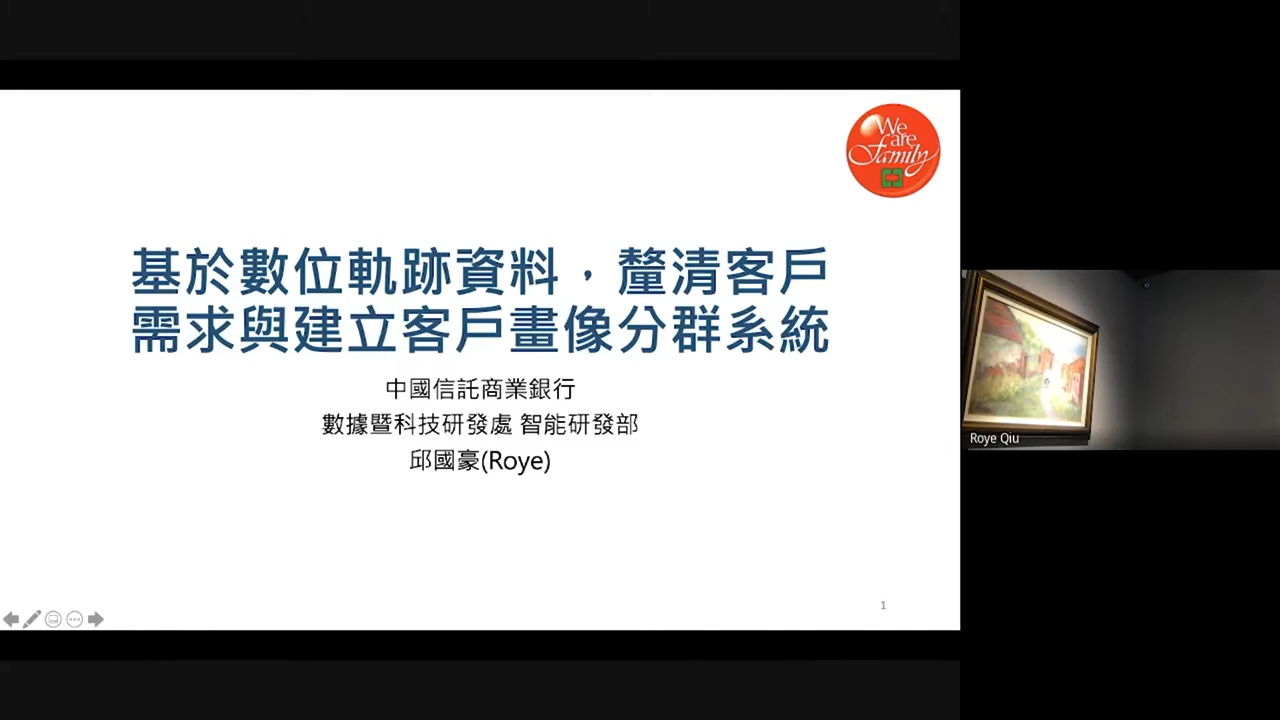 We
are
Family
基於數位軌跡資料，釐清客戶
需求與建立客戶畫像分群系統
中國信託商業銀行
數據暨科技研發處 智能研發部
邱國豪(Roye)
1
Roye Qiu